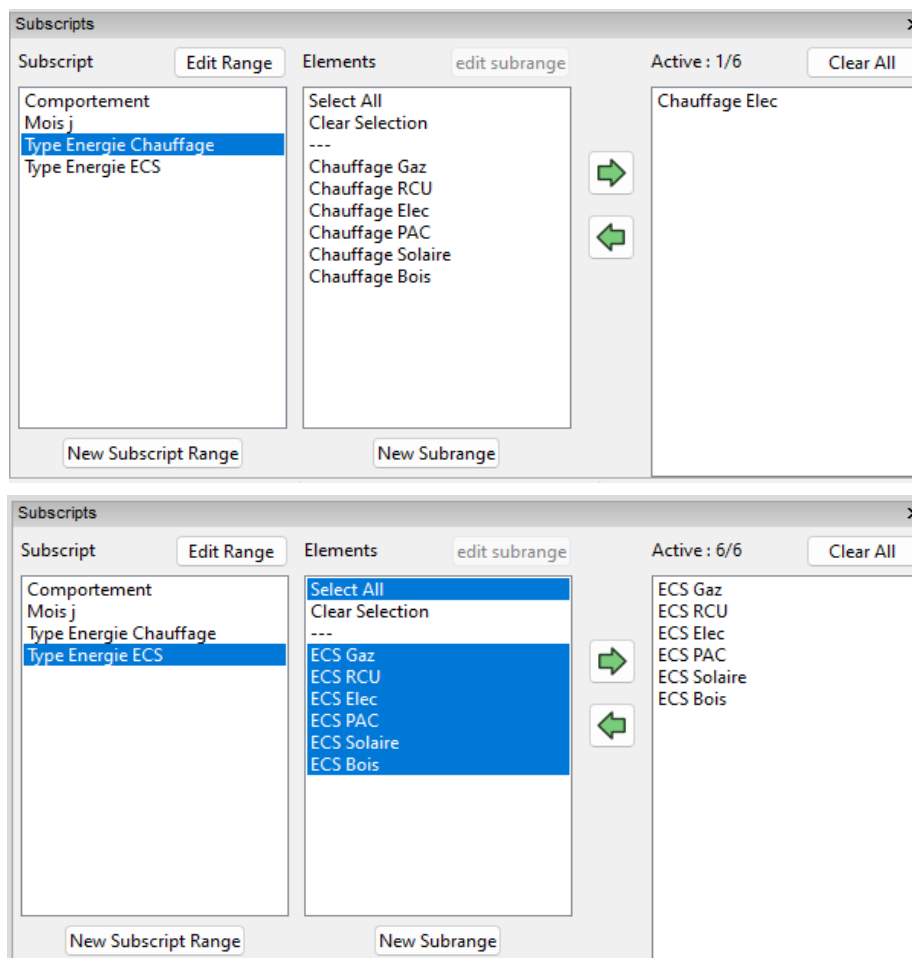 Subscripts
Subscript Edit Range Elements edit subrange Active : 1/6 Clear All
Comportement
Mois j
Type Energie Chauffage
Type Energie ECS
Select All
Clear Selection
---
Chauffage Gaz
Chauffage RCU
Chauffage Elec
Chauffage PAC
Chauffage Solaire
Chauffage Bois
Chauffage Elec
New Subscript Range New Subrange
Subscripts
Subscript Edit Range Elements edit subrange Active : 6/6 Clear All
Comportement
Mois j
Type Energie Chauffage
Type Energie ECS
Select All
Clear Selection
---
ECS Gaz
ECS RCU
ECS Elec
ECS PAC
ECS Solaire
ECS Bois
ECS Gaz
ECS RCU
ECS Elec
ECS PAC
ECS Solaire
ECS Bois
New Subscript Range New Subrange